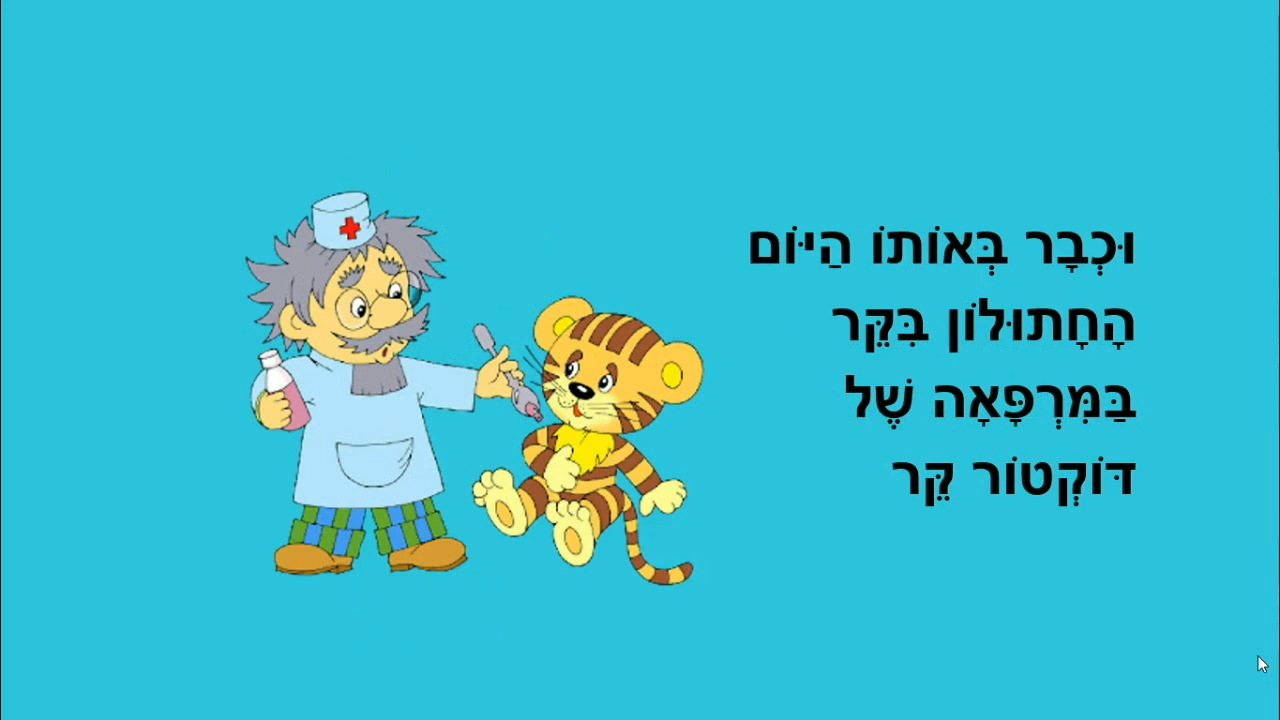 וּכְבָר בְּאוֹתוֹ הַיּוֹם
הָחָתוּלוֹן בִּקֵּר
בַּמִּרְפָּאָה שֶׁל
דּוֹקְטוֹר קֵּר